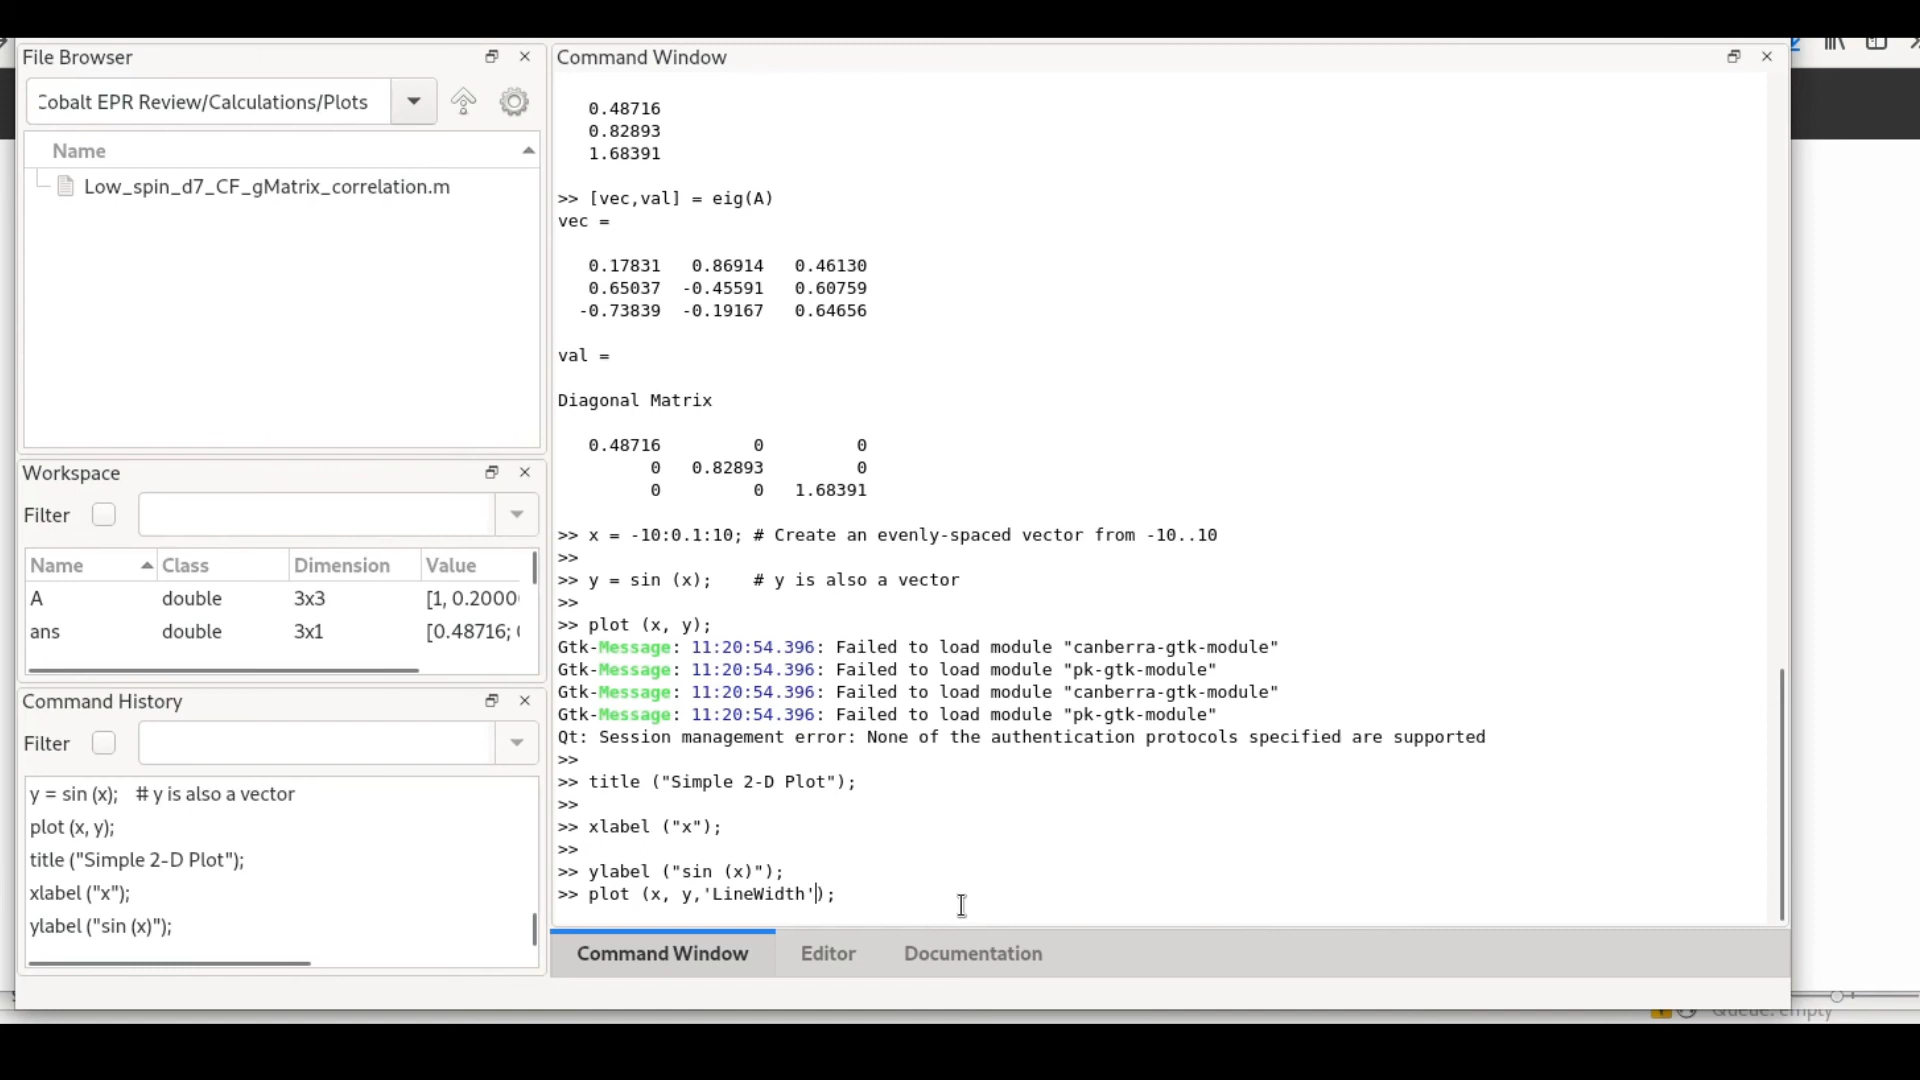 File Browser
Cobalt EPR Review/Calculations/Plots
Name
Low_spin_d7_CF_gMatrix_correlation.m
Workspace
Filter
Name Class Dimension Value
A double 3x3 [1, 0.2000
ans double 3x1 [0.48716; (
Command History
Filter
y = sin (x); # y is also a vector
plot (x, y);
title ("Simple 2-D Plot");
xlabel ("x");
ylabel ("sin (x)");
Command Window
0.48716
0.82893
1.68391
>> [vec,val] = eig(A)
vec =
0.17831 0.86914 0.46130
0.65037 -0.45591 0.60759
-0.73839 -0.19167 0.64656
val =
Diagonal Matrix
0.48716 0 0
0 0.82893 0
0 0 1.68391
>> x = -10:0.1:10; # Create an evenly-spaced vector from -10..10
>>
>> y = sin (x); # y is also a vector
>>
>> plot (x, y);
Gtk-Message: 11:20:54.396: Failed to load module "canberra-gtk-module"
Gtk-Message: 11:20:54.396: Failed to load module "pk-gtk-module"
Gtk-Message: 11:20:54.396: Failed to load module "canberra-gtk-module"
Gtk-Message: 11:20:54.396: Failed to load module "pk-gtk-module"
Qt: Session management error: None of the authentication protocols specified are supported
>>
>> title ("Simple 2-D Plot");
>>
>> xlabel ("x");
>>
>> ylabel ("sin (x)");
>> plot (x, y,'LineWidth');
Command Window Editor Documentation
Queue: empty